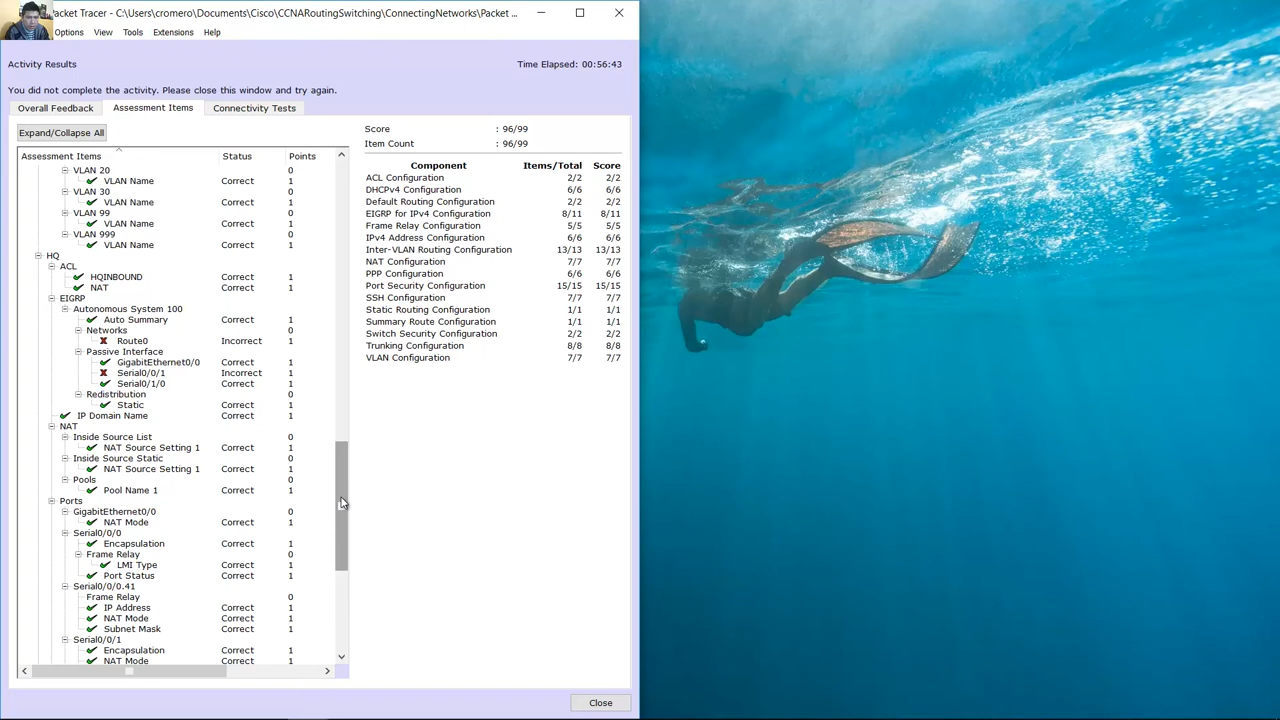 Packet Tracer - C:\Users\cromero\Documents\Cisco\CCNARoutingSwitching\ConnectingNetworks\Packet ...
Options View Tools Extensions Help
Activity Results Time Elapsed: 00:56:43
You did not complete the activity. Please close this window and try again.
Overall Feedback Assessment Items Connectivity Tests
Expand/Collapse All
Assessment Items Status Points
VLAN 20 0
VLAN Name Correct 1
VLAN 30 0
VLAN Name Correct 1
VLAN 99 0
VLAN Name Correct 1
VLAN 999 0
VLAN Name Correct 1
HQ
ACL
HQINBOUND Correct 1
NAT Correct 1
EIGRP
Autonomous System 100
Auto Summary Correct 1
Networks 0
Route0 Incorrect 1
Passive Interface
GigabitEthernet0/0 Correct 1
Serial0/0/1 Incorrect 1
Serial0/1/0 Correct 1
Redistribution 0
Static Correct 1
IP Domain Name Correct 1
NAT
Inside Source List 0
NAT Source Setting 1 Correct 1
Inside Source Static 0
NAT Source Setting 1 Correct 1
Pools 0
Pool Name 1 Correct 1
Ports
GigabitEthernet0/0 0
NAT Mode Correct 1
Serial0/0/0 0
Encapsulation Correct 1
Frame Relay 0
LMI Type Correct 1
Port Status Correct 1
Serial0/0/0.41
Frame Relay 0
IP Address Correct 1
NAT Mode Correct 1
Subnet Mask Correct 1
Serial0/0/1 0
Encapsulation Correct 1
NAT Mode Correct 1
Score : 96/99
Item Count : 96/99
Component Items/Total Score
ACL Configuration 2/2 2/2
DHCPv4 Configuration 6/6 6/6
Default Routing Configuration 2/2 2/2
EIGRP for IPv4 Configuration 8/11 8/11
Frame Relay Configuration 5/5 5/5
IPv4 Address Configuration 6/6 6/6
Inter-VLAN Routing Configuration 13/13 13/13
NAT Configuration 7/7 7/7
PPP Configuration 6/6 6/6
Port Security Configuration 15/15 15/15
SSH Configuration 7/7 7/7
Static Routing Configuration 1/1 1/1
Summary Route Configuration 1/1 1/1
Switch Security Configuration 2/2 2/2
Trunking Configuration 8/8 8/8
VLAN Configuration 7/7 7/7
Close